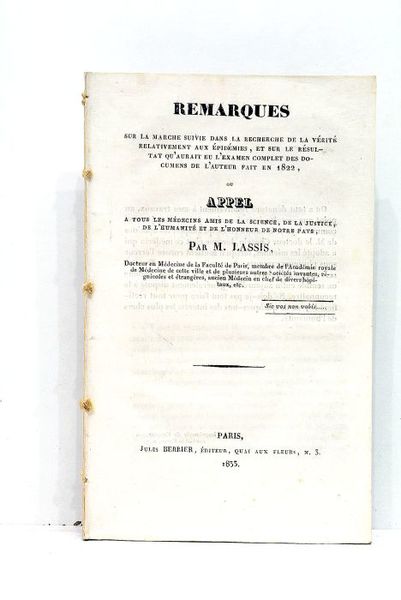 REMARQUES
SUR LA MARCHE SUIVIE DANS LA RECHERCHE DE LA VÉRITÉ
RELATIVEMENT AUX ÉPIDÉMIES, ET SUR LE RÉSUL-
TAT QU'AURAIT EU L'EXAMEN COMPLET DES DO-
CUMENS DE L'AUTEUR FAIT EN 1822,
OU
APPEL
A TOUS LES MÉDECINS AMIS DE LA SCIENCE, DE LA JUSTICE,
DE L'HUMANITÉ ET DE L'HONNEUR DE NOTRE PAYS,
PAR M. LASSIS,
Docteur en Médecine de la Faculté de Paris, membre de l'Académie royale
de Médecine de cette ville et de plusieurs autres Sociétés savantes, ré-
gnicoles et étrangères, ancien Médecin en chef de divers hôpi-
taux, etc.
Sic vos non vobis.....
PARIS,
JULES BERRIER, ÉDITEUR, QUAI AUX FLEURS, N. 3.
1835.